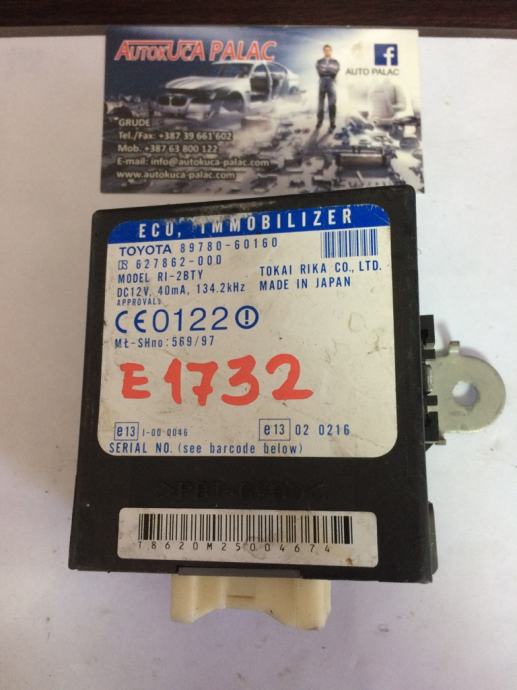 AUTOKUĆA PALAC
f
AUTO PALAC
GRUDE
Tel./Fax: +387 39 661 602
Mob. +387 63 800 122
E-mail: info@autokuca-palac.com
www.autokuca-palac.com
ECU, IMMOBILIZER
TOYOTA 89780-60160
DS 627862-000
MODEL RI-2BTY
TOKAI RIKA CO., LTD.
DC12V, 40mA, 134.2kHz
MADE IN JAPAN
APPROVALS
CE0122
Mt-SHno:569/97
E1732
e13 I-00 0046
e13 02 0216
SERIAL NO. (see barcode below)
T8620M25004674